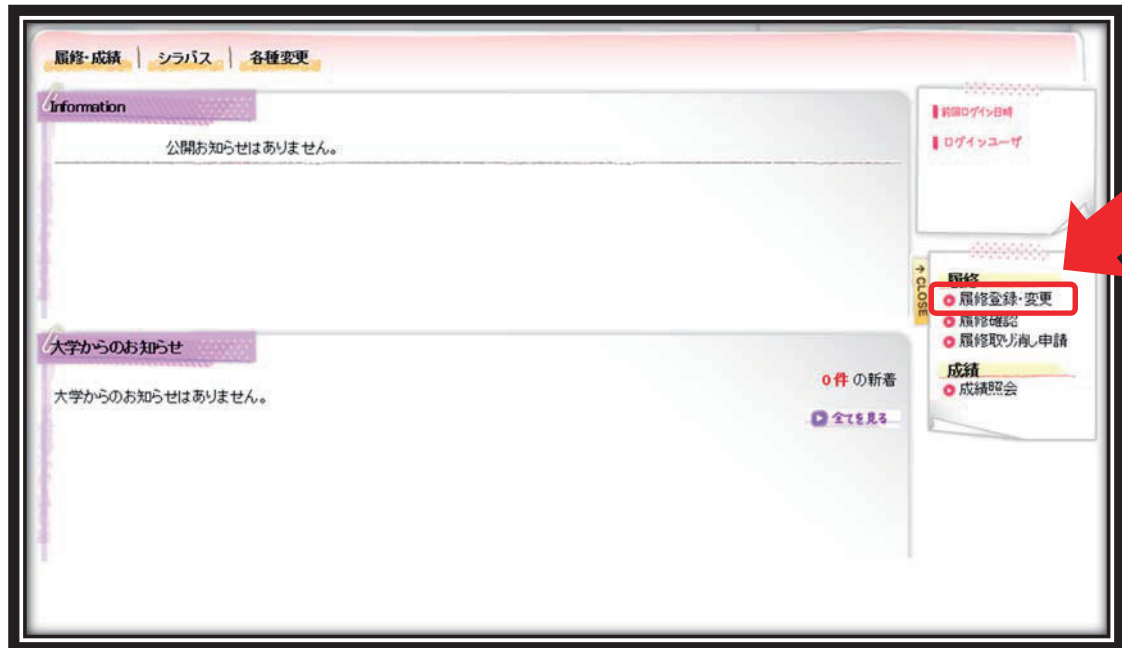 履修・成績 シラバス 各種変更
Information
公開お知らせはありません。
前回ログイン日時
ログインユーザ
↑CLOSE
履修
履修登録・変更
履修確認
履修取り消し申請
成績
成績照会
大学からのお知らせ
0件 の新着
大学からのお知らせはありません。
全てを見る